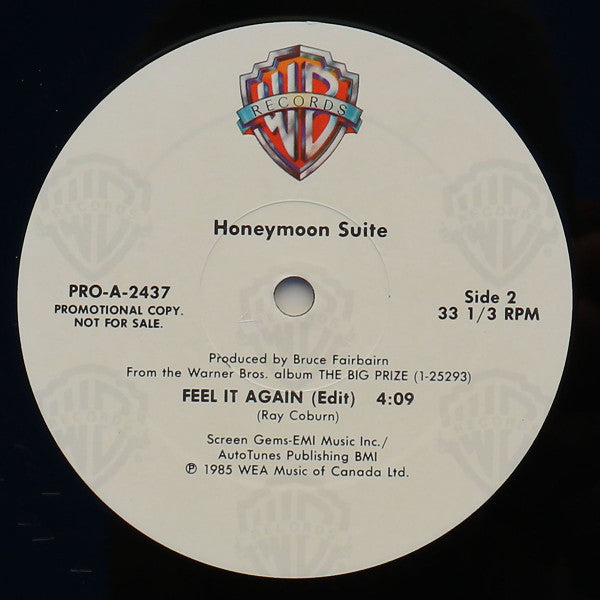 WB
RECORDS
Honeymoon Suite
PRO-A-2437
PROMOTIONAL COPY.
NOT FOR SALE.
Side 2
33 1/3 RPM
Produced by Bruce Fairbairn
From the Warner Bros. album THE BIG PRIZE (1-25293)
FEEL IT AGAIN (Edit) 4:09
(Ray Coburn)
Screen Gems-EMI Music Inc./
AutoTunes Publishing BMI
℗ 1985 WEA Music of Canada Ltd.